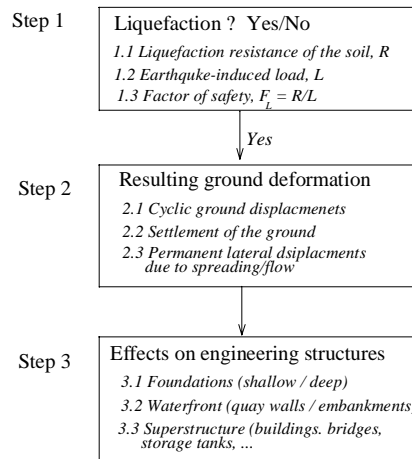 Step 1
Liquefaction ? Yes/No
1.1 Liquefaction resistance of the soil, R
1.2 Earthquke-induced load, L
1.3 Factor of safety, F_L = R/L
Yes
Step 2
Resulting ground deformation
2.1 Cyclic ground displacmenets
2.2 Settlement of the ground
2.3 Permanent lateral dsiplacments
due to spreading/flow
Step 3
Effects on engineering structures
3.1 Foundations (shallow / deep)
3.2 Waterfront (quay walls / embankments)
3.3 Superstructure (buildings. bridges,
storage tanks, ...